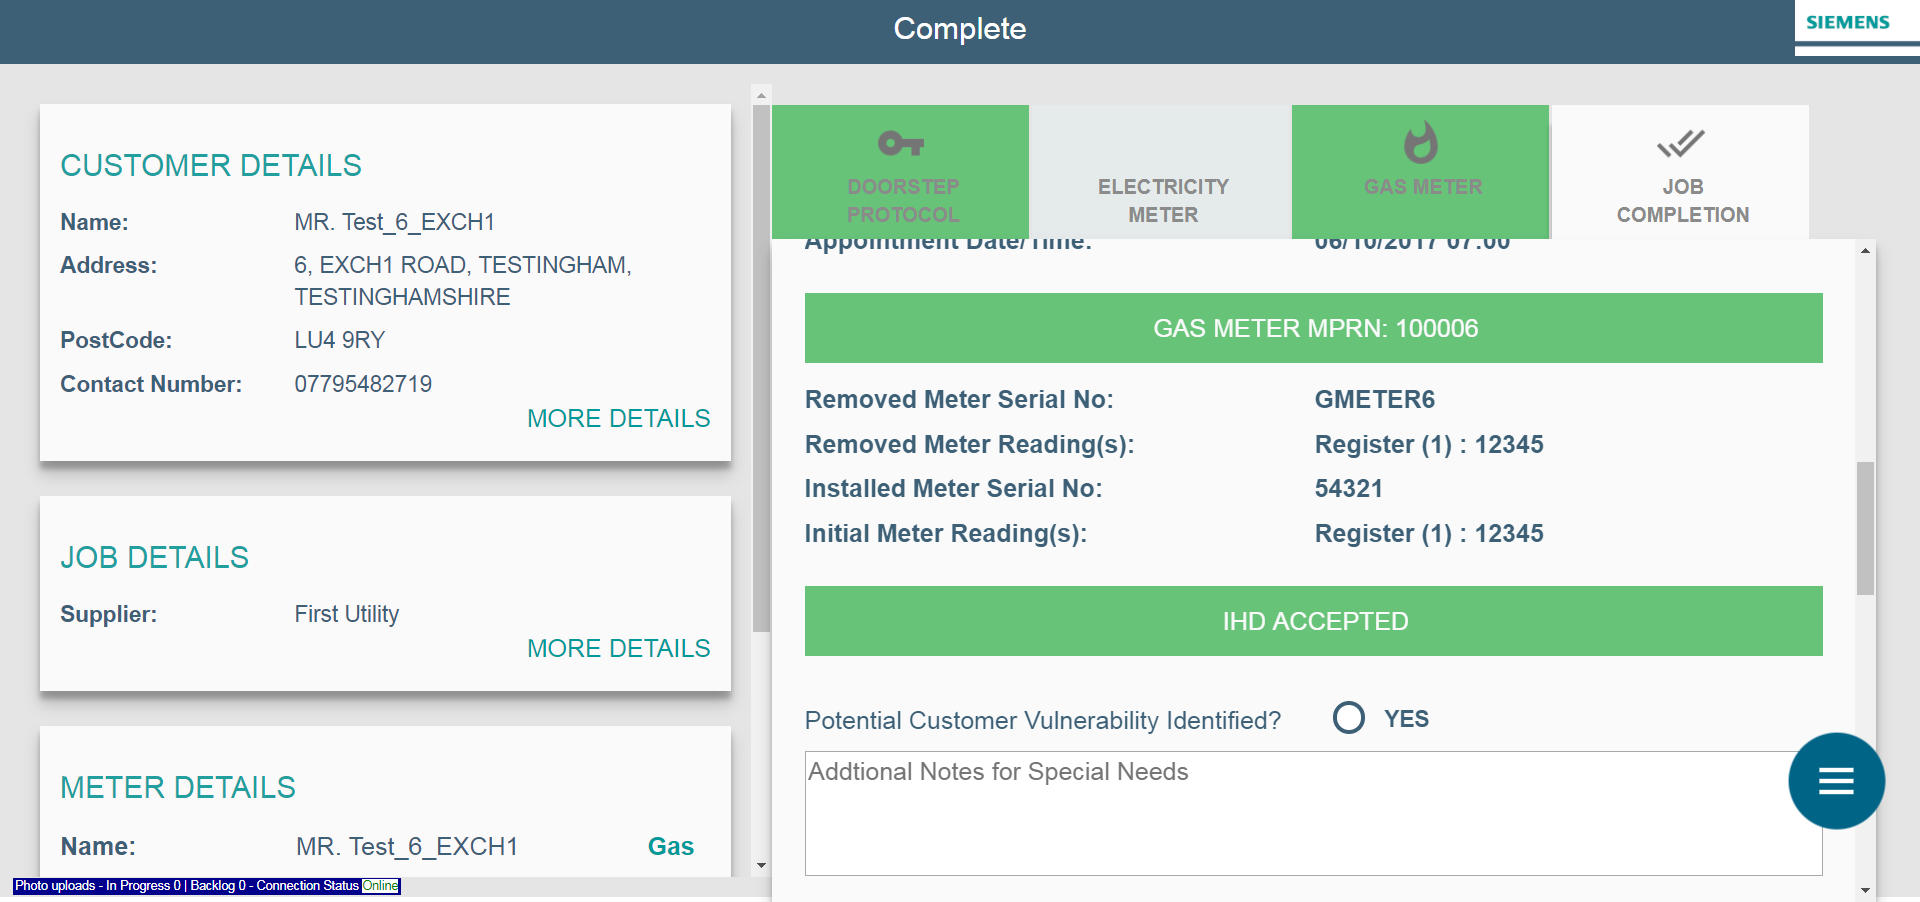 Complete
SIEMENS
CUSTOMER DETAILS
Name: MR. Test_6_EXCH1
Address: 6, EXCH1 ROAD, TESTINGHAM,
TESTINGHAMSHIRE
PostCode: LU4 9RY
Contact Number: 07795482719
MORE DETAILS
JOB DETAILS
Supplier: First Utility
MORE DETAILS
METER DETAILS
Name: MR. Test_6_EXCH1 Gas
Photo uploads - In Progress 0 | Backlog 0 - Connection Status Online
DOORSTEP
PROTOCOL
ELECTRICITY
METER
GAS METER
JOB
COMPLETION
Appointment Date/Time: 06/10/2017 07:00
GAS METER MPRN: 100006
Removed Meter Serial No: GMETER6
Removed Meter Reading(s): Register (1) : 12345
Installed Meter Serial No: 54321
Initial Meter Reading(s): Register (1) : 12345
IHD ACCEPTED
Potential Customer Vulnerability Identified? YES
Addtional Notes for Special Needs